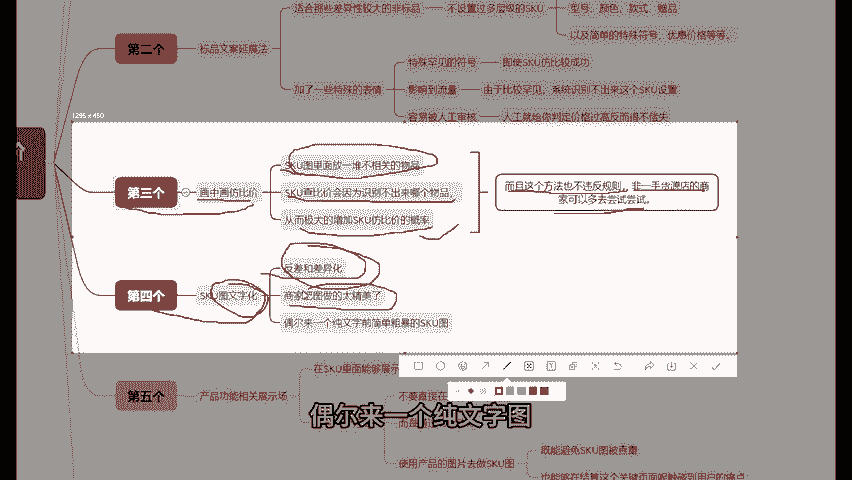 适合那些差异性较大的非标品
不设置过多层级的SKU
型号、颜色、款式、赠品
以及简单的特殊符号、优惠价格等等。
第二个
标品文案延展法
特殊罕见的符号
即使SKU仿比较成功
加了一些特殊的表情
影响到流量
由于比较罕见，系统识别不出来这个SKU设置
容易被人工审核
人工就给你判定价格过高反而得不偿失
1295 x 450
个
第三个
画中画仿比价
SKU图里面放一堆不相关的物品
SKU查比价会因为识别不出来哪个物品，
从而极大的增加SKU仿比价的概率
而且这个方法也不违反规则，非一手货源店的商
家可以多去尝试尝试。
第四个
SKU图文字化
反差和差异化
商家把图做的太精美了
偶尔来一个纯文字前简单粗暴的SKU图
第五个
产品功能相关展示场
在SKU里面能够展示
不要直接在
而是
使用产品的图片去做SKU图
既能避免SKU图被查重
也能够在结算这个关键页面呢触碰到用户的痛点
偶尔来一个纯文字图